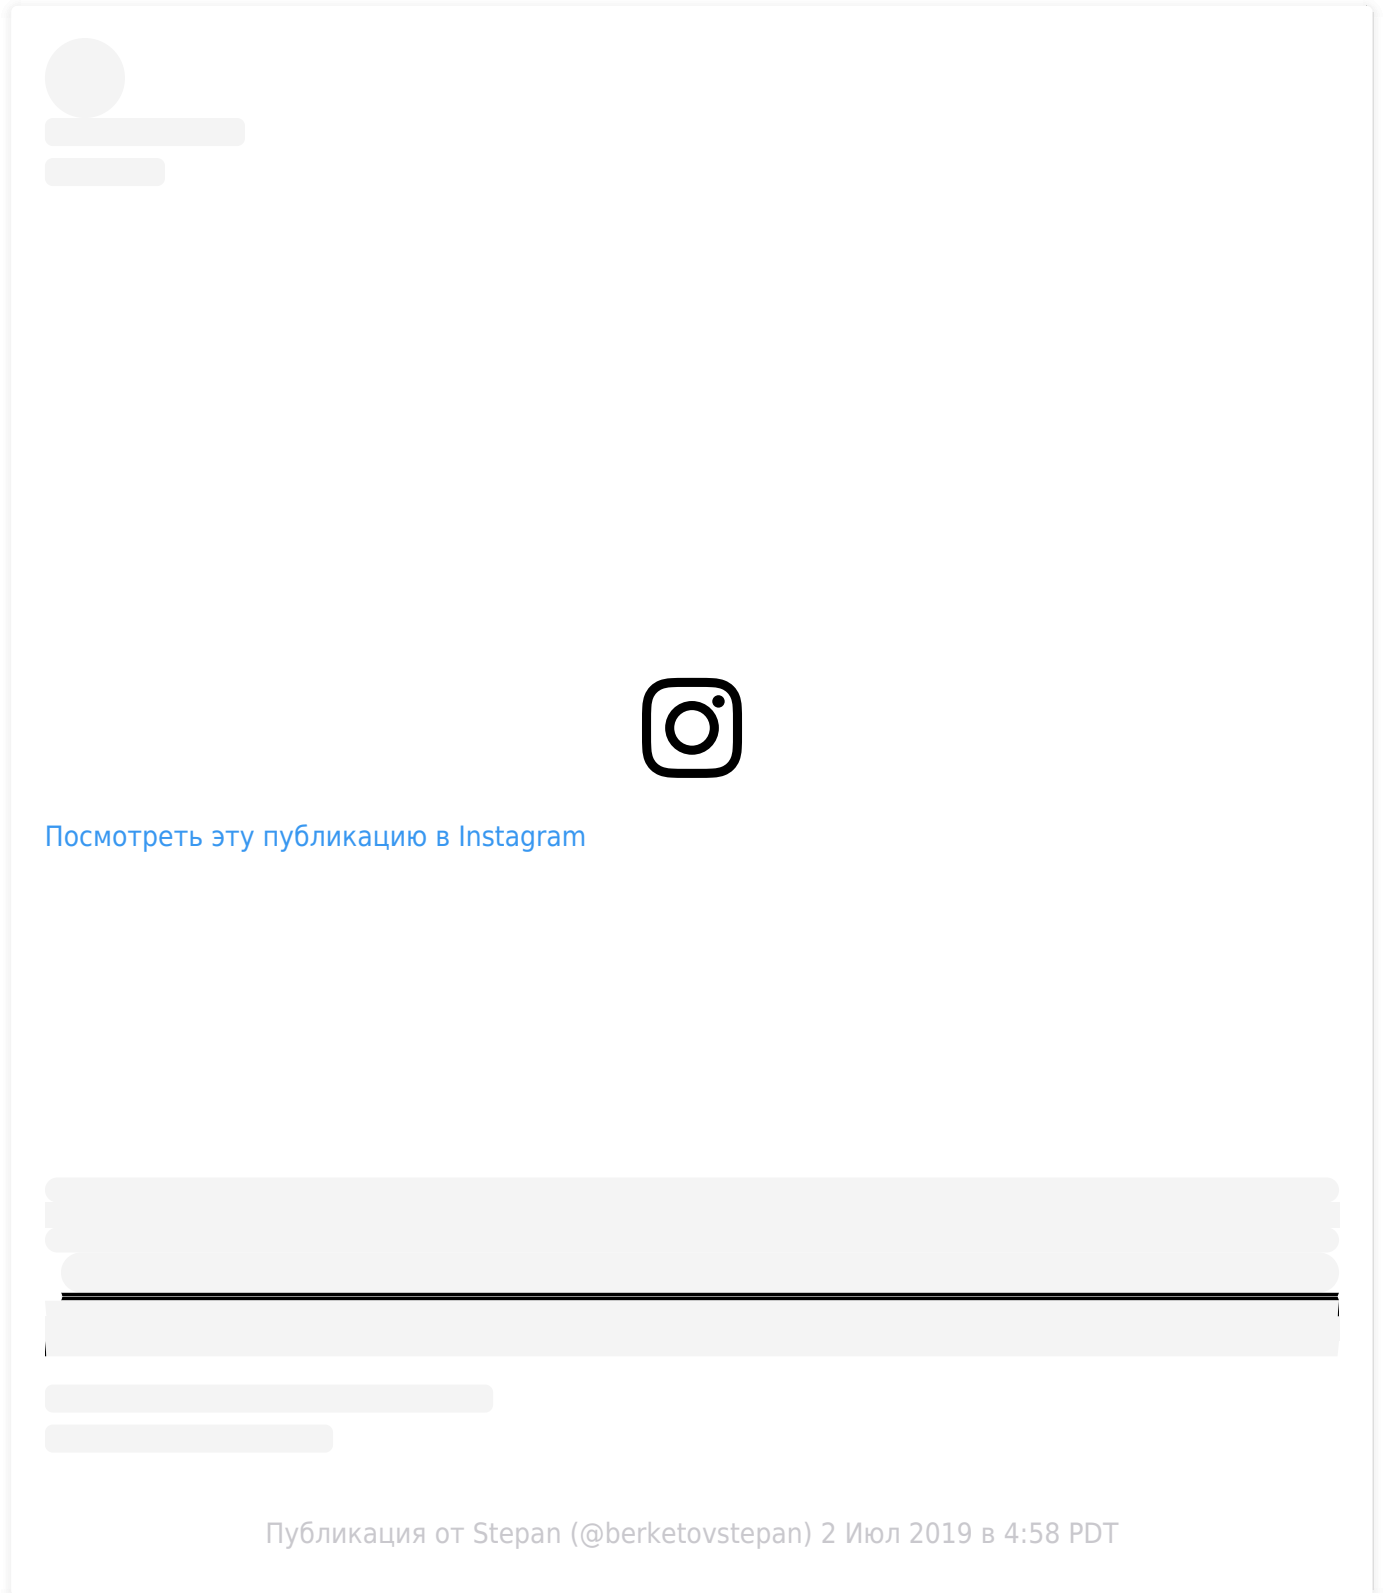 Посмотреть эту публикацию в Instagram
Публикация от Stepan (@berketovstepan) 2 Июл 2019 в 4:58 PDT